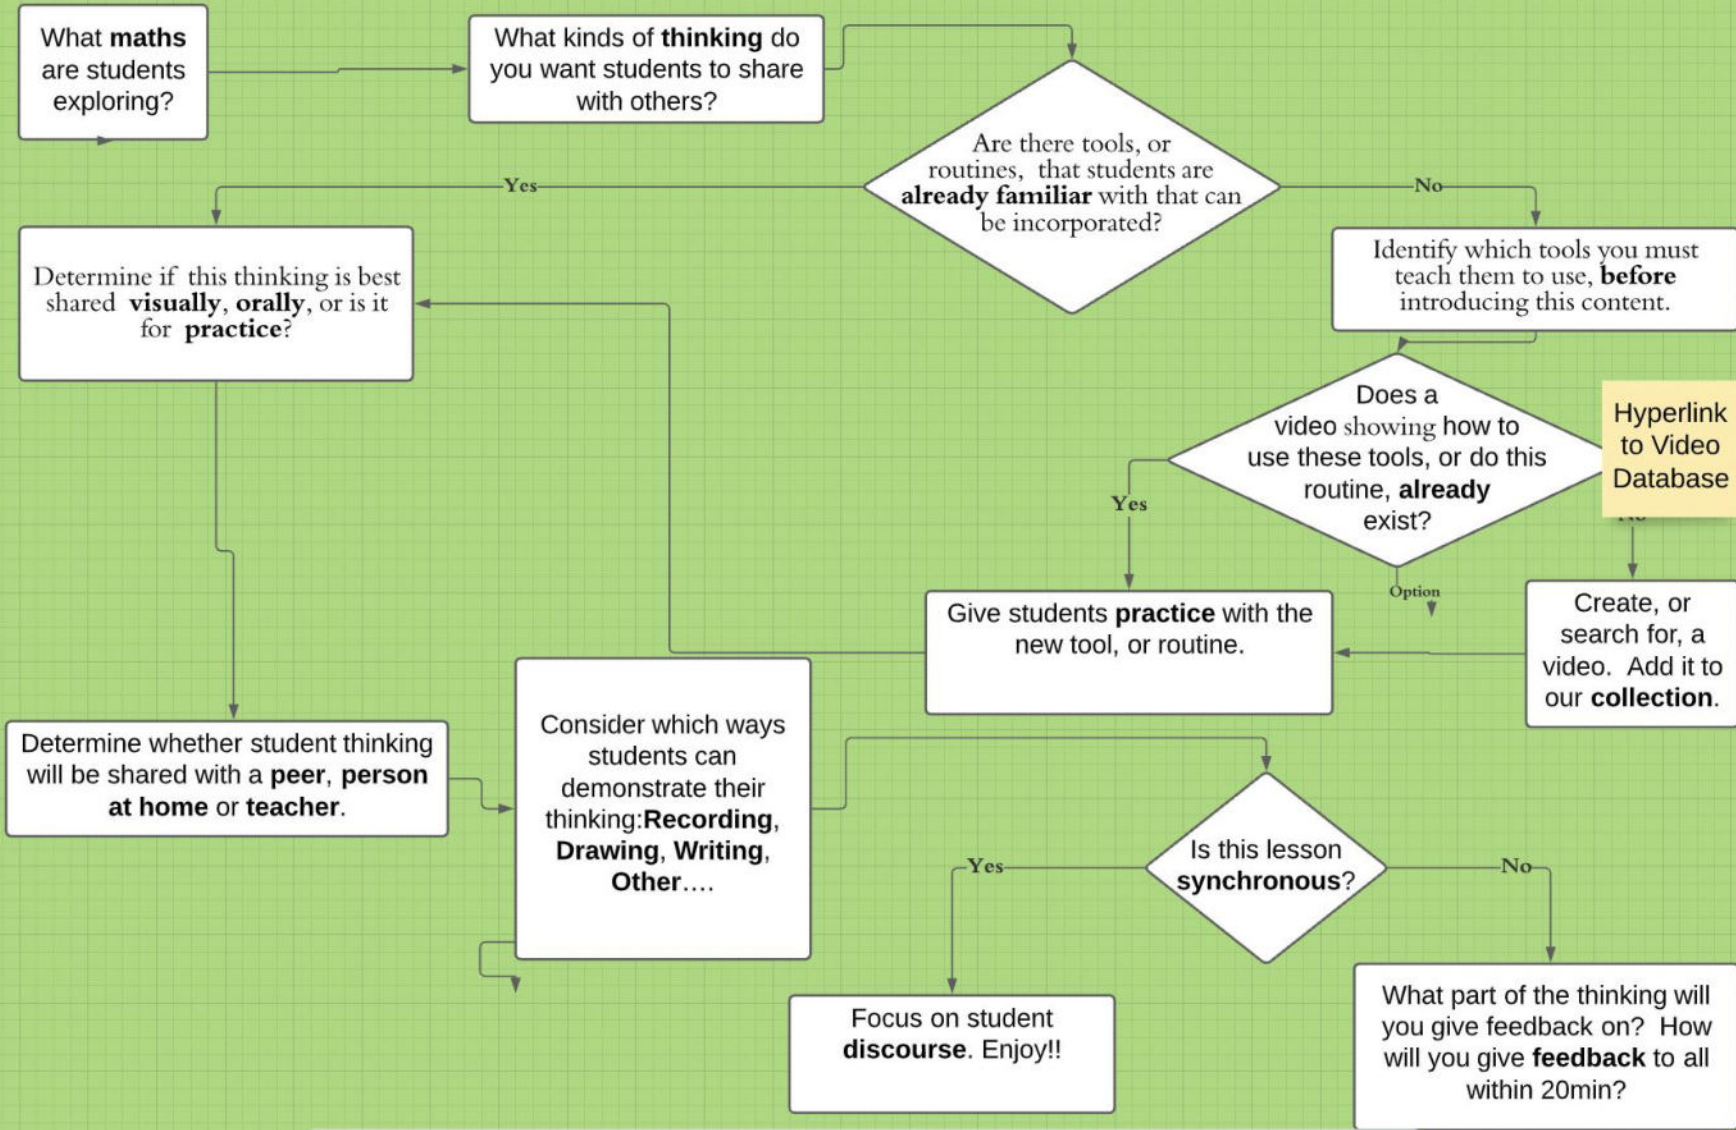 What maths
are students
exploring?
What kinds of thinking do
you want students to share
with others?
Are there tools, or
routines, that students are
already familiar with that can
be incorporated?
Yes
No
Determine if this thinking is best
shared visually, orally, or is it
for practice?
Identify which tools you must
teach them to use, before
introducing this content.
Does a
video showing how to
use these tools, or do this
routine, already
exist?
Hyperlink
to Video
Database
Yes
No
Option
Give students practice with the
new tool, or routine.
Create, or
search for, a
video. Add it to
our collection.
Determine whether student thinking
will be shared with a peer, person
at home or teacher.
Consider which ways
students can
demonstrate their
thinking:Recording,
Drawing, Writing,
Other....
Is this lesson
synchronous?
Yes
No
Focus on student
discourse. Enjoy!!
What part of the thinking will
you give feedback on? How
will you give feedback to all
within 20min?